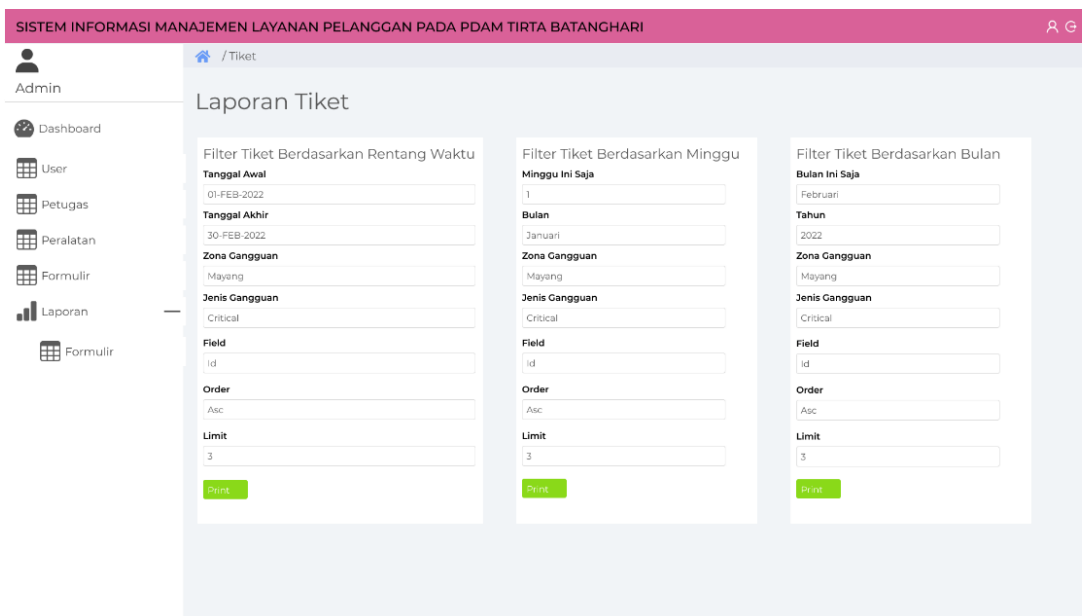 SISTEM INFORMASI MANAJEMEN LAYANAN PELANGGAN PADA PDAM TIRTA BATANGHARI
Admin
Dashboard
User
Petugas
Peralatan
Formulir
Laporan
Formulir
/ Tiket
Laporan Tiket
Filter Tiket Berdasarkan Rentang Waktu
Tanggal Awal
01-FEB-2022
Tanggal Akhir
30-FEB-2022
Zona Gangguan
Mayang
Jenis Gangguan
Critical
Field
Id
Order
Asc
Limit
3
Print
Filter Tiket Berdasarkan Minggu
Minggu Ini Saja
1
Bulan
Januari
Zona Gangguan
Mayang
Jenis Gangguan
Critical
Field
Id
Order
Asc
Limit
3
Print
Filter Tiket Berdasarkan Bulan
Bulan Ini Saja
Februari
Tahun
2022
Zona Gangguan
Mayang
Jenis Gangguan
Critical
Field
Id
Order
Asc
Limit
3
Print